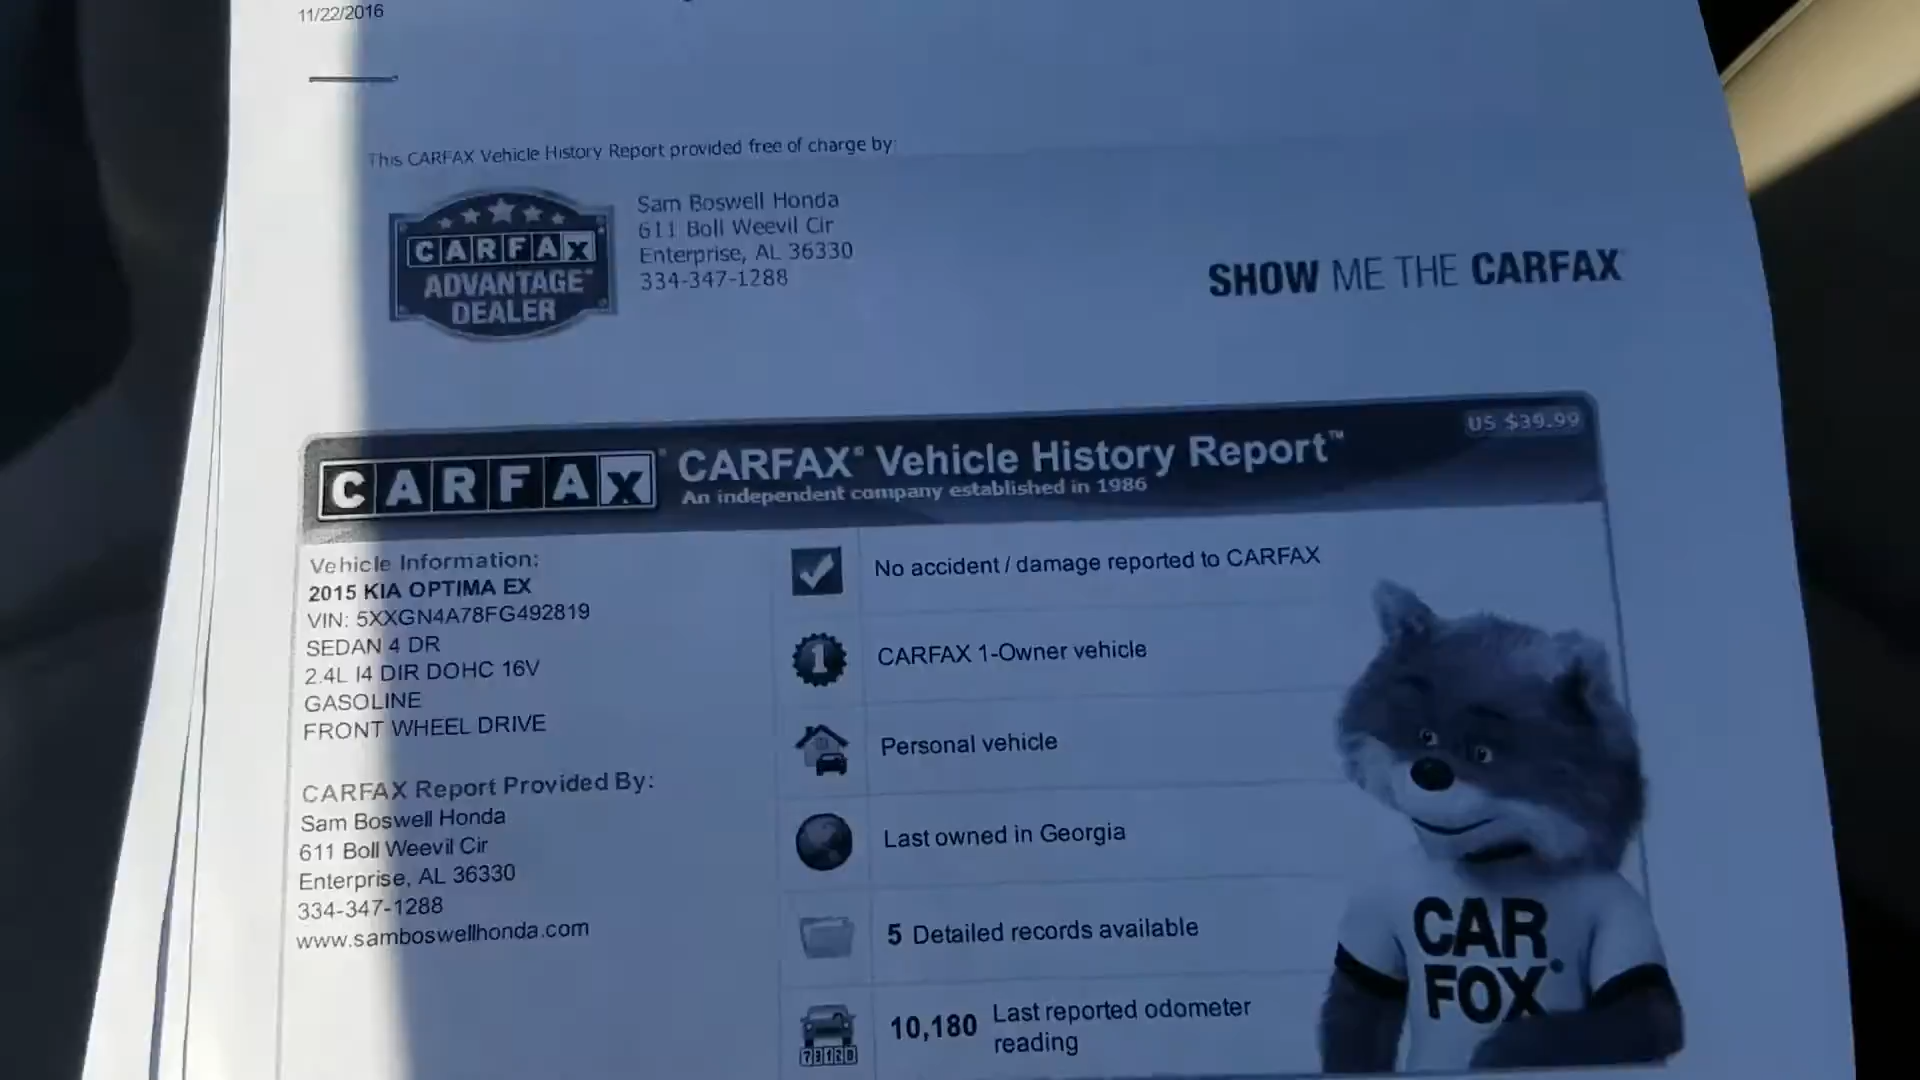 11/22/2016
This CARFAX Vehicle History Report provided free of charge by:
CARFAX
ADVANTAGE
DEALER
Sam Boswell Honda
611 Boll Weevil Cir
Enterprise, AL 36330
334-347-1288
SHOW ME THE CARFAX
US $39.99
CARFAX
CARFAX® Vehicle History Report™
An independent company established in 1986
Vehicle Information:
2015 KIA OPTIMA EX
VIN: 5XXGN4A78FG492819
SEDAN 4 DR
2.4L I4 DIR DOHC 16V
GASOLINE
FRONT WHEEL DRIVE
CARFAX Report Provided By:
Sam Boswell Honda
611 Boll Weevil Cir
Enterprise, AL 36330
334-347-1288
www.samboswellhonda.com
No accident / damage reported to CARFAX
1
CARFAX 1-Owner vehicle
Personal vehicle
Last owned in Georgia
5 Detailed records available
10,180 Last reported odometer
reading
CAR
FOX®